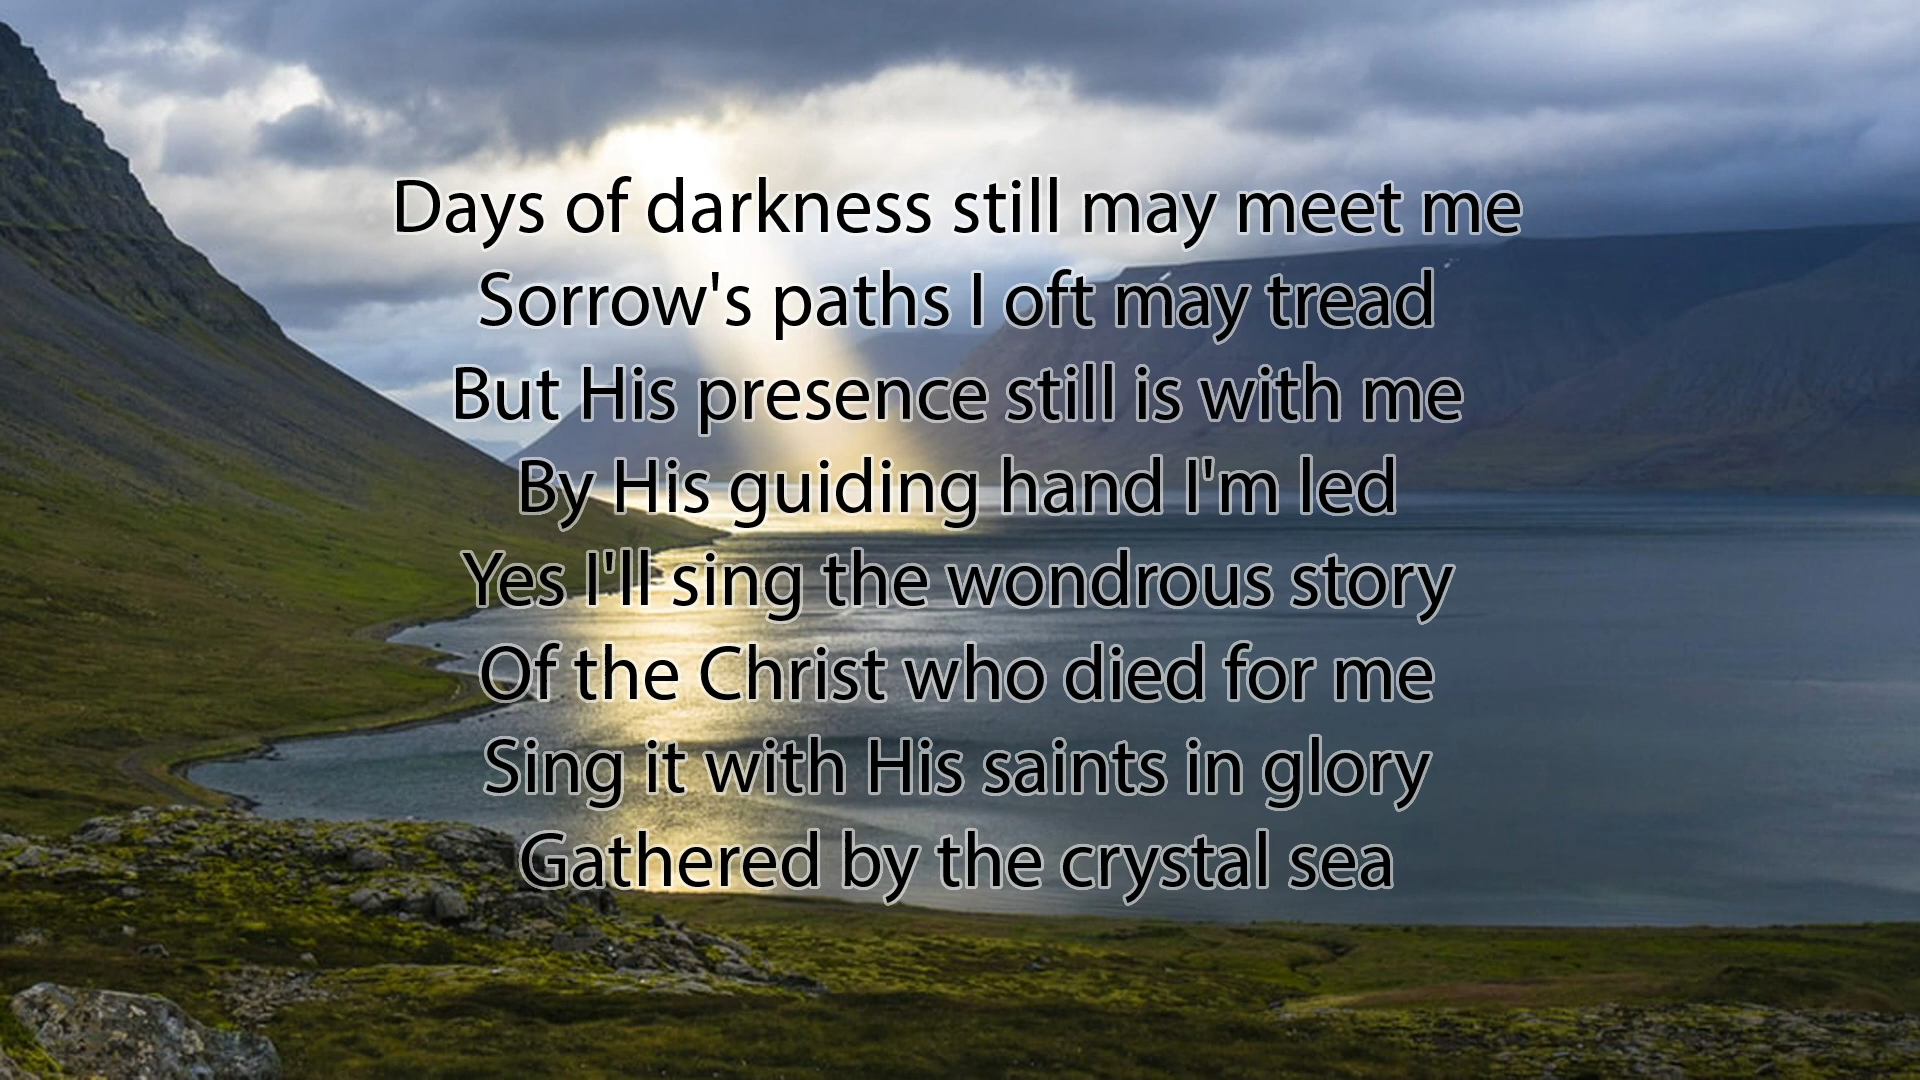 Days of darkness still may meet me
Sorrow's paths I oft may tread
But His presence still is with me
By His guiding hand I'm led
Yes I'll sing the wondrous story
Of the Christ who died for me
Sing it with His saints in glory
Gathered by the crystal sea